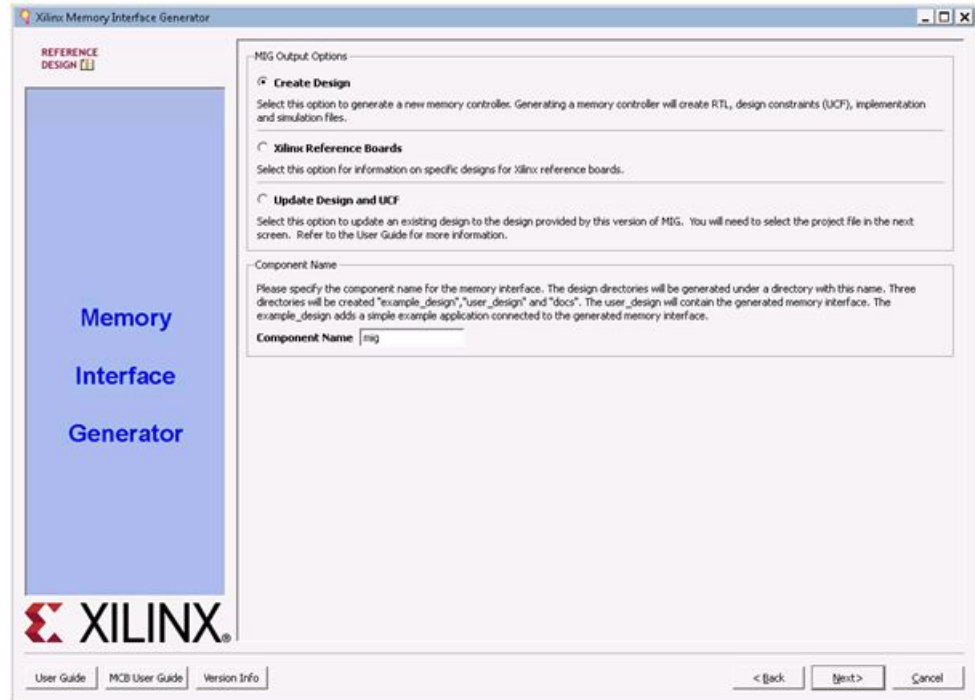 Xilinx Memory Interface Generator
REFERENCE
DESIGN
Memory
Interface
Generator
XILINX®
MIG Output Options
Create Design
Select this option to generate a new memory controller. Generating a memory controller will create RTL, design constraints (UCF), implementation
and simulation files.
Xilinx Reference Boards
Select this option for information on specific designs for Xilinx reference boards.
Update Design and UCF
Select this option to update an existing design to the design provided by this version of MIG. You will need to select the project file in the next
screen. Refer to the User Guide for more information.
Component Name
Please specify the component name for the memory interface. The design directories will be generated under a directory with this name. Three
directories will be created "example_design","user_design" and "docs". The user_design will contain the generated memory interface. The
example_design adds a simple example application connected to the generated memory interface.
Component Name mig
User Guide MCB User Guide Version Info < Back Next> Cancel